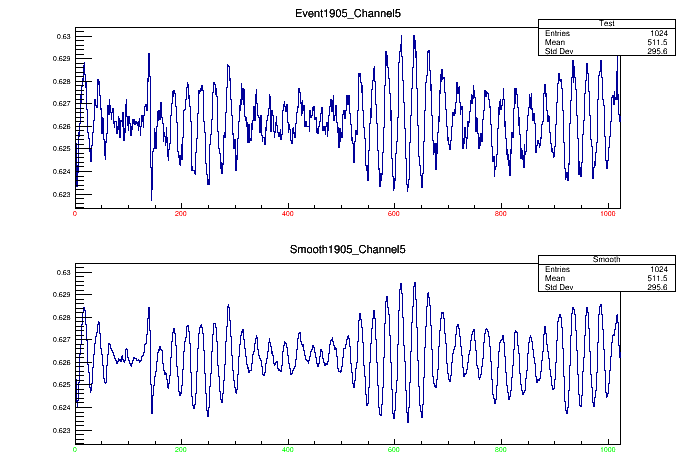 Event1905_Channel5
Test
Entries 1024
Mean 511.5
Std Dev 295.6
0.63
0.629
0.628
0.627
0.626
0.625
0.624
0.623
0 200 400 600 800 1000
Smooth1905_Channel5
Smooth
Entries 1024
Mean 511.5
Std Dev 295.6
0.63
0.629
0.628
0.627
0.626
0.625
0.624
0.623
0 200 400 600 800 1000